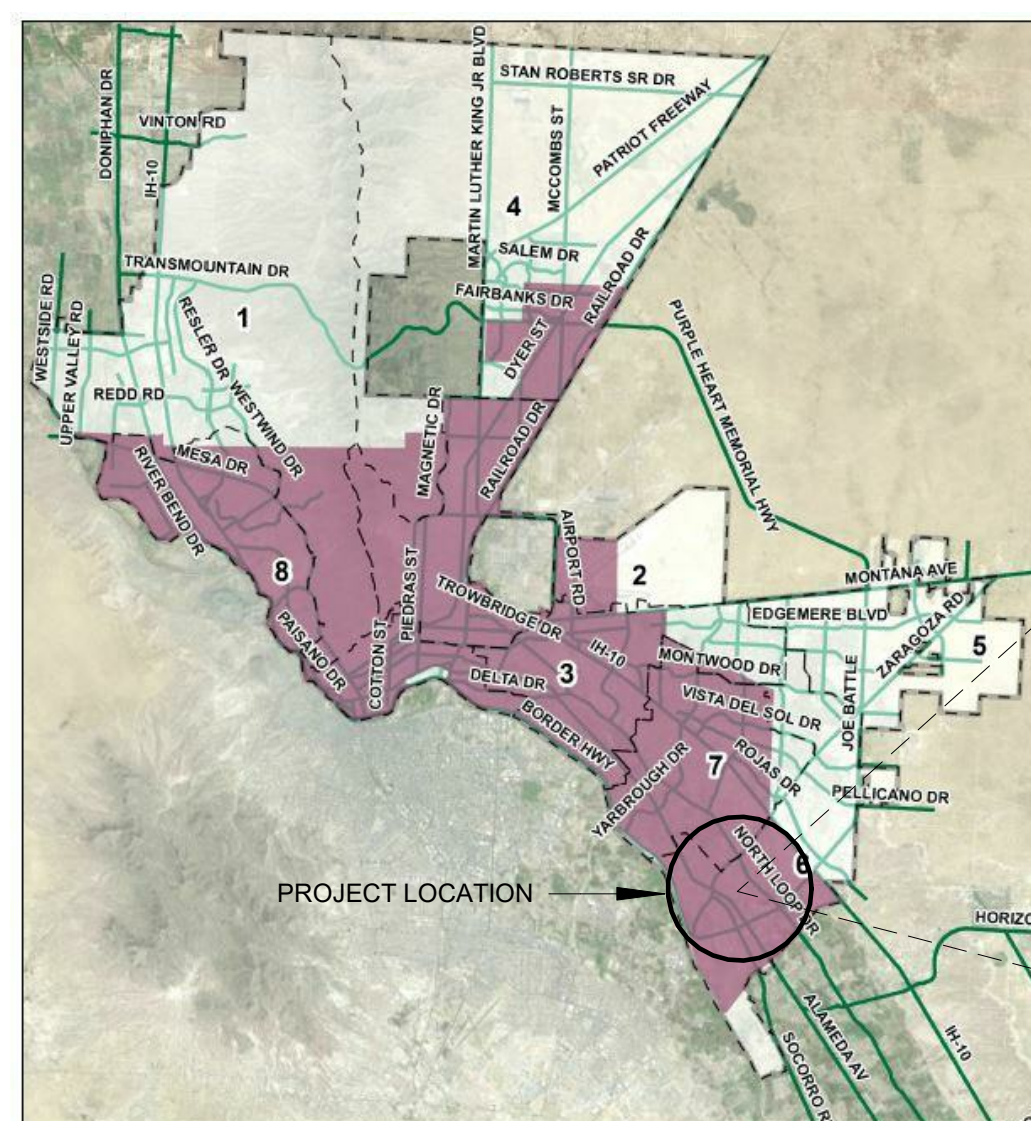 STAN ROBERTS SR DR
DONIPHAN DR
VINTON RD
IH-10
MARTIN LUTHER KING JR BLVD
MCCOMBS ST
PATRIOT FREEWAY
4
SALEM DR
TRANSMOUNTAIN DR
FAIRBANKS DR
RAILROAD DR
WESTSIDE RD
UPPER VALLEY RD
RESLER DR
1
DYER ST
PURPLE HEART MEMORIAL HWY
REDD RD
WESTWIND DR
MAGNETIC DR
RAILROAD DR
MESA DR
RIVER BEND DR
AIRPORT RD
8
PIEDRAS ST
2
MONTANA AVE
TROWBRIDGE DR
EDGEMERE BLVD
ZARAGOZA RD
PAISANO DR
COTTON ST
IH-10
MONTWOOD DR
5
DELTA DR
3
VISTA DEL SOL DR
JOE BATTLE
BORDER HWY
ROJAS DR
7
YARBROUGH DR
PELLICANO DR
NORTH LOOP DR
6
PROJECT LOCATION
HORIZO
ALAMEDA AV
IH-10
SOCORRO R